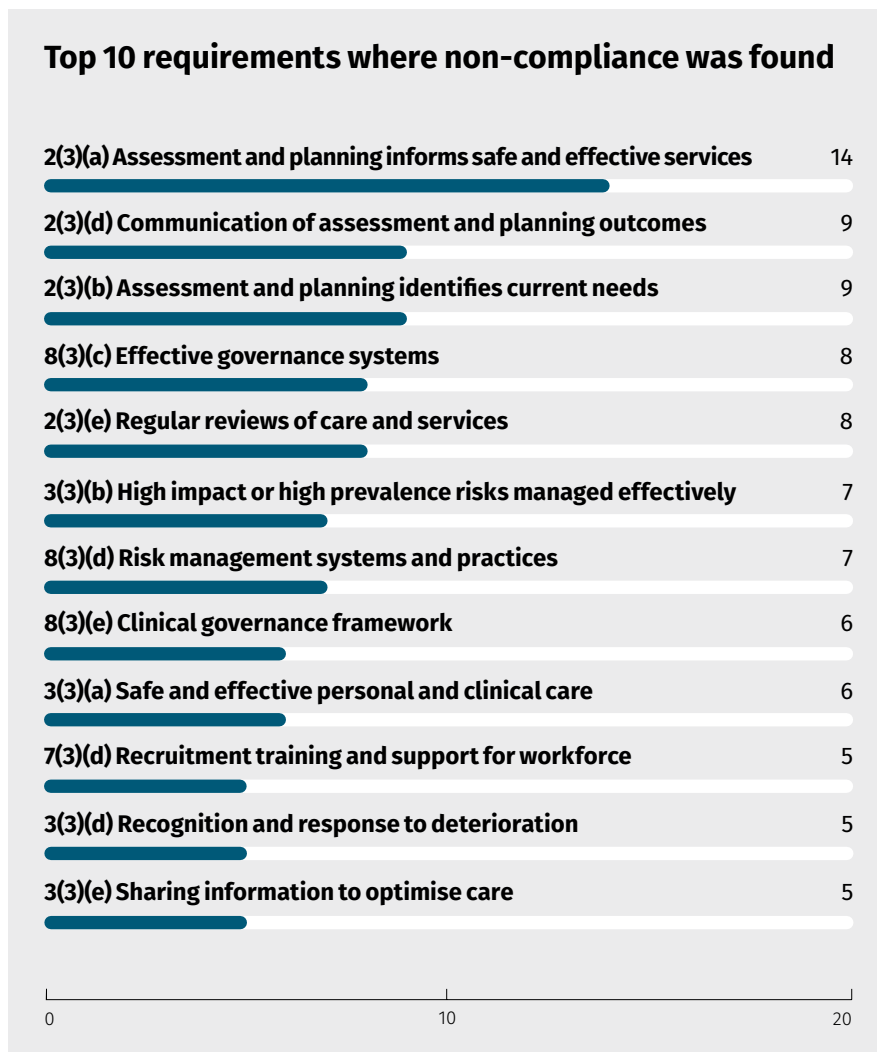 Top 10 requirements where non-compliance was found
2(3)(a) Assessment and planning informs safe and effective services 14
2(3)(d) Communication of assessment and planning outcomes 9
2(3)(b) Assessment and planning identifies current needs 9
8(3)(c) Effective governance systems 8
2(3)(e) Regular reviews of care and services 8
3(3)(b) High impact or high prevalence risks managed effectively 7
8(3)(d) Risk management systems and practices 7
8(3)(e) Clinical governance framework 6
3(3)(a) Safe and effective personal and clinical care 6
7(3)(d) Recruitment training and support for workforce 5
3(3)(d) Recognition and response to deterioration 5
3(3)(e) Sharing information to optimise care 5
0 10 20